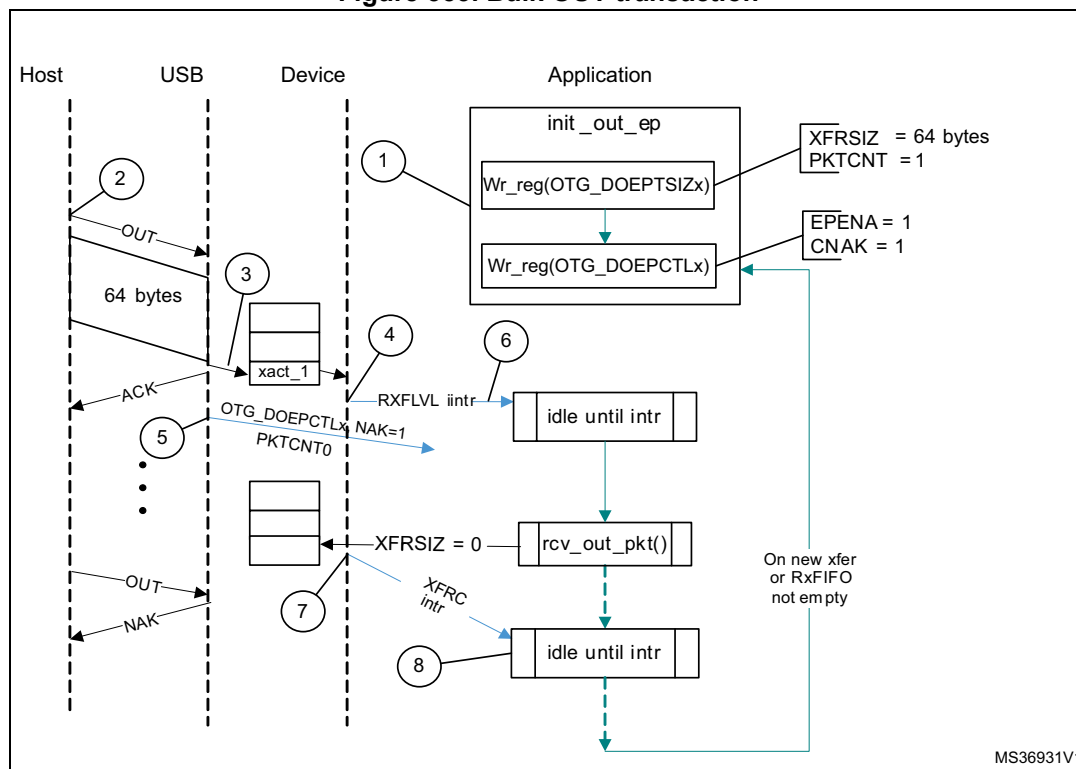 Host
USB
Device
Application
init _out_ep
1
XFRSIZ = 64 bytes
PKTCNT = 1
Wr_reg(OTG_DOEPTSIZx)
2
OUT
EPENA = 1
CNAK = 1
Wr_reg(OTG_DOEPCTLx)
3
64 bytes
4
6
xact_1
ACK
RXFLVL iintr
idle until intr
5
OTG_DOEPCTLx, NAK=1
PKTCNT0
XFRSIZ = 0
rcv_out_pkt()
On new xfer
or RxFIFO
not empty
OUT
7
XFRC
intr
NAK
8
idle until intr